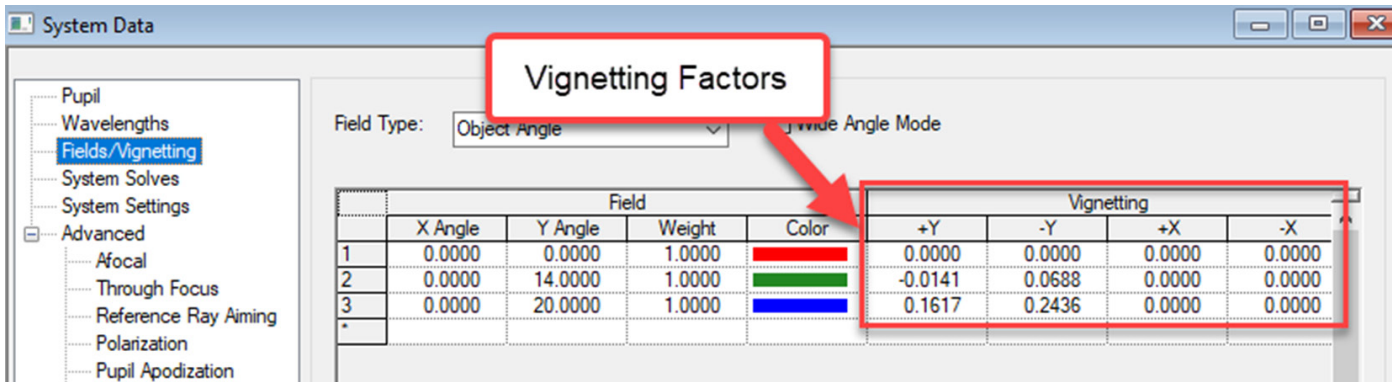 System Data
Vignetting Factors
Pupil
Wavelengths
Fields/Vignetting
System Solves
System Settings
Advanced
Afocal
Through Focus
Reference Ray Aiming
Polarization
Pupil Apodization
Field Type: Object Angle Wide Angle Mode
Field Vignetting
X Angle Y Angle Weight Color +Y -Y +X -X
1 0.0000 0.0000 1.0000 0.0000 0.0000 0.0000 0.0000
2 0.0000 14.0000 1.0000 -0.0141 0.0688 0.0000 0.0000
3 0.0000 20.0000 1.0000 0.1617 0.2436 0.0000 0.0000
*